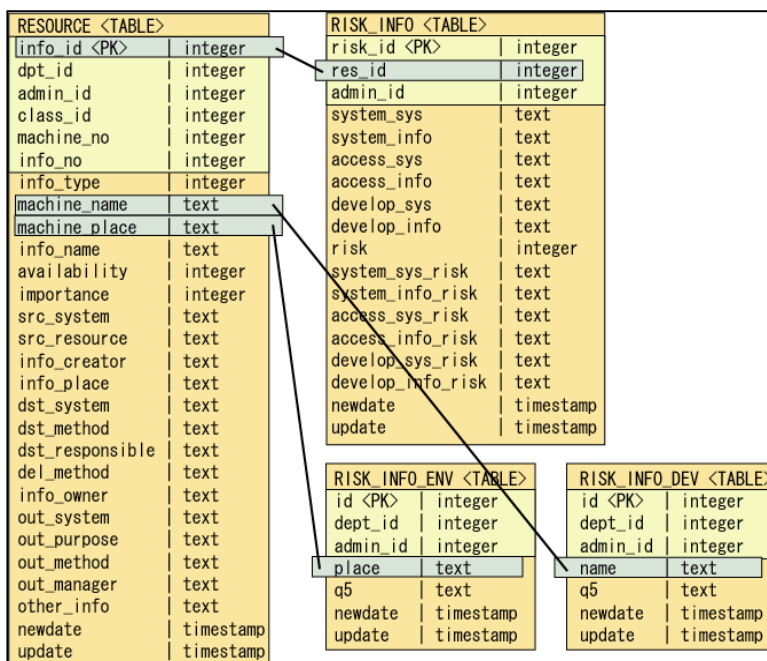 RESOURCE <TABLE>
info_id <PK> | integer
dpt_id | integer
admin_id | integer
class_id | integer
machine_no | integer
info_no | integer
info_type | integer
machine_name | text
machine_place | text
info_name | text
availability | integer
importance | integer
src_system | text
src_resource | text
info_creator | text
info_place | text
dst_system | text
dst_method | text
dst_responsible | text
del_method | text
info_owner | text
out_system | text
out_purpose | text
out_method | text
out_manager | text
other_info | text
newdate | timestamp
update | timestamp
RISK_INFO <TABLE>
risk_id <PK> | integer
res_id | integer
admin_id | integer
system_sys | text
system_info | text
access_sys | text
access_info | text
develop_sys | text
develop_info | text
risk | integer
system_sys_risk | text
system_info_risk | text
access_sys_risk | text
access_info_risk | text
develop_sys_risk | text
develop_info_risk | text
newdate | timestamp
update | timestamp
RISK_INFO_ENV <TABLE>
id <PK> | integer
dept_id | integer
admin_id | integer
place | text
q5 | text
newdate | timestamp
update | timestamp
RISK_INFO_DEV <TABLE>
id <PK> | integer
dept_id | integer
admin_id | integer
name | text
q5 | text
newdate | timestamp
update | timestamp